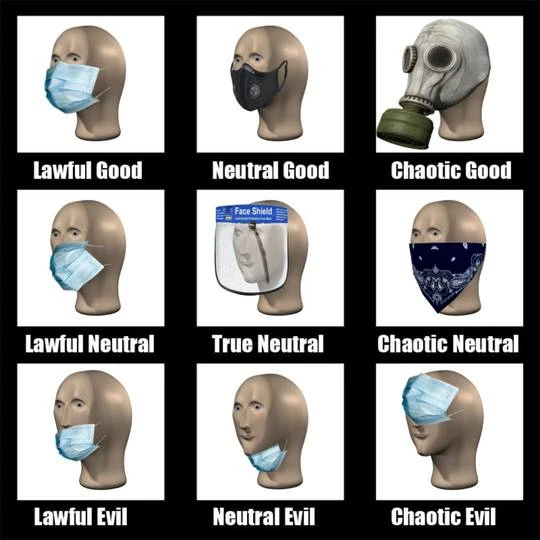 Lawful Good
Neutral Good
Chaotic Good
Face Shield
Lawful Neutral
True Neutral
Chaotic Neutral
Lawful Evil
Neutral Evil
Chaotic Evil